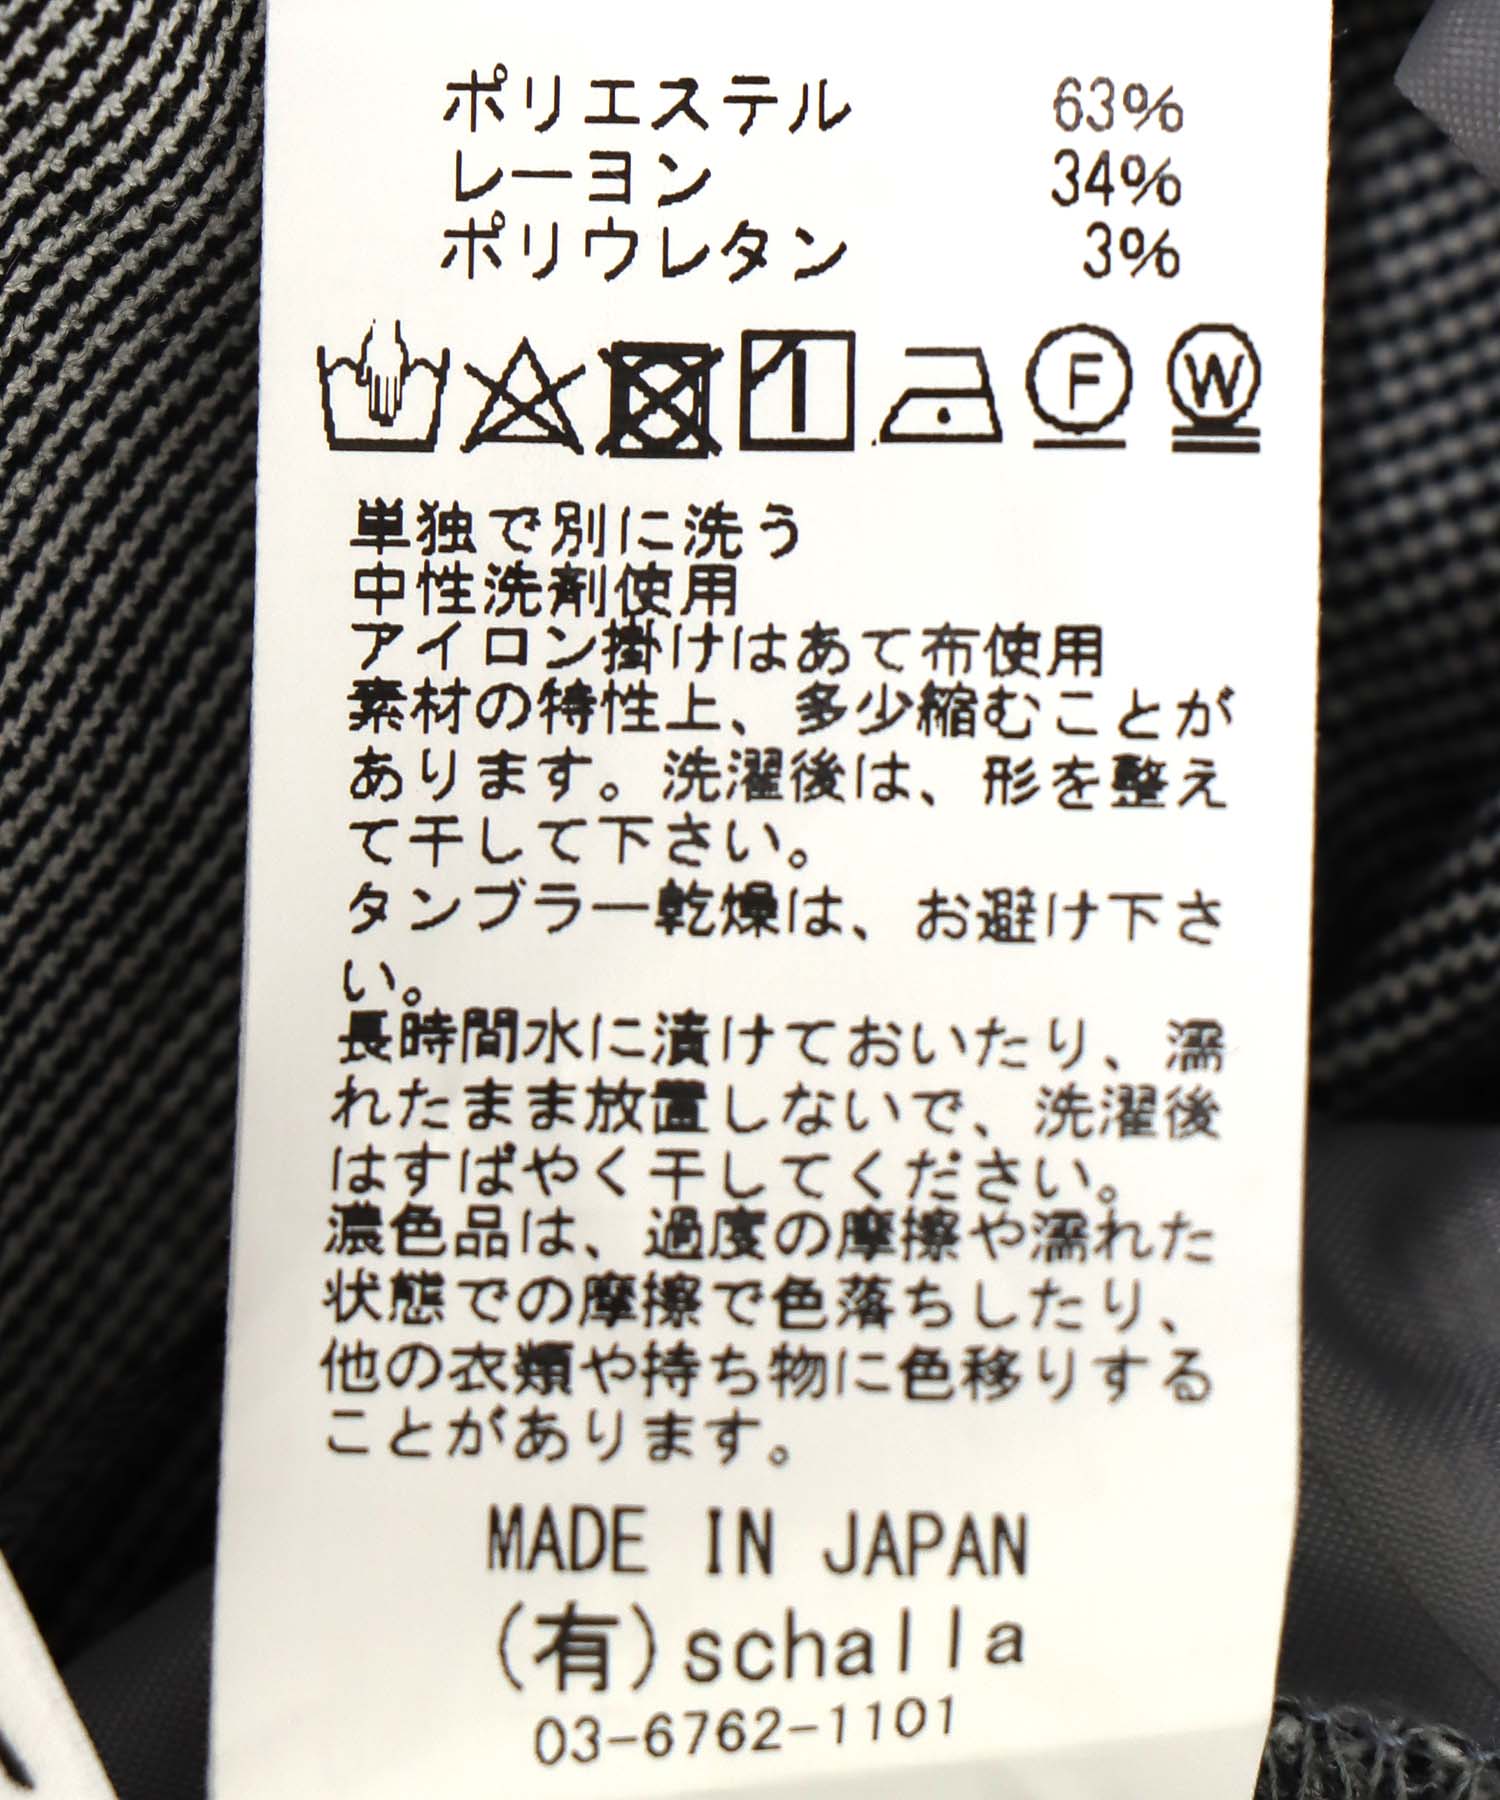 ポリエステル 63%
レーヨン 34%
ポリウレタン 3%
F W
単独で別に洗う
中性洗剤使用
アイロン掛けはあて布使用
素材の特性上、多少縮むことが
あります。洗濯後は、形を整え
て干して下さい。
タンブラー乾燥は、お避け下さ
い。
長時間水に漬けておいたり、濡
れたまま放置しないで、洗濯後
はすばやく干してください。
濃色品は、過度の摩擦や濡れた
状態での摩擦で色落ちしたり、
他の衣類や持ち物に色移りする
ことがあります。
MADE IN JAPAN
(有)schalla
03-6762-1101